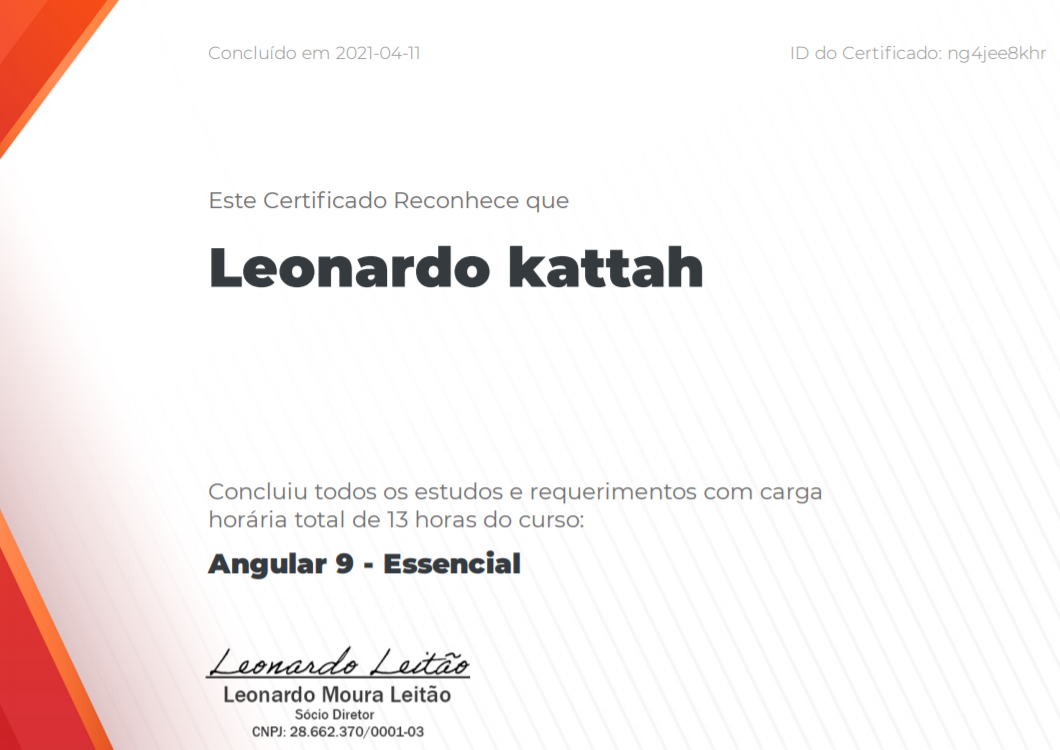 Concluído em 2021-04-11
ID do Certificado: ng4jee8khr
Este Certificado Reconhece que
Leonardo kattah
Concluiu todos os estudos e requerimentos com carga
horária total de 13 horas do curso:
Angular 9 - Essencial
Leonardo Leitão
Leonardo Moura Leitão
Sócio Diretor
CNPJ: 28.662.370/0001-03